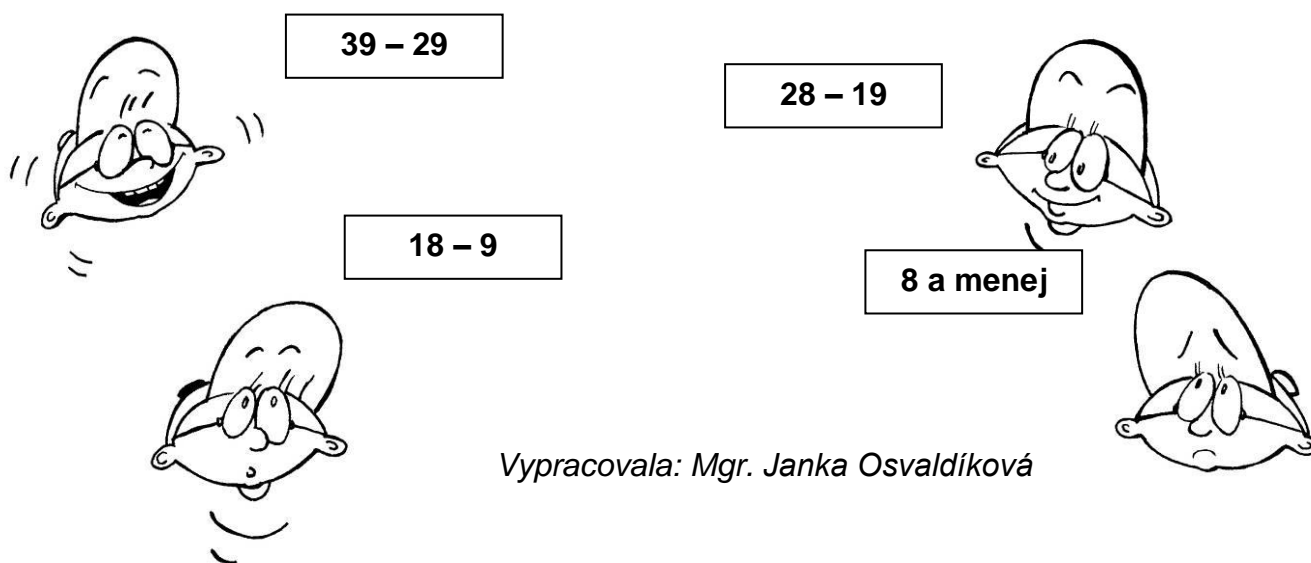 39 – 29
28 – 19
18 – 9
8 a menej
Vypracovala: Mgr. Janka Osvaldíková